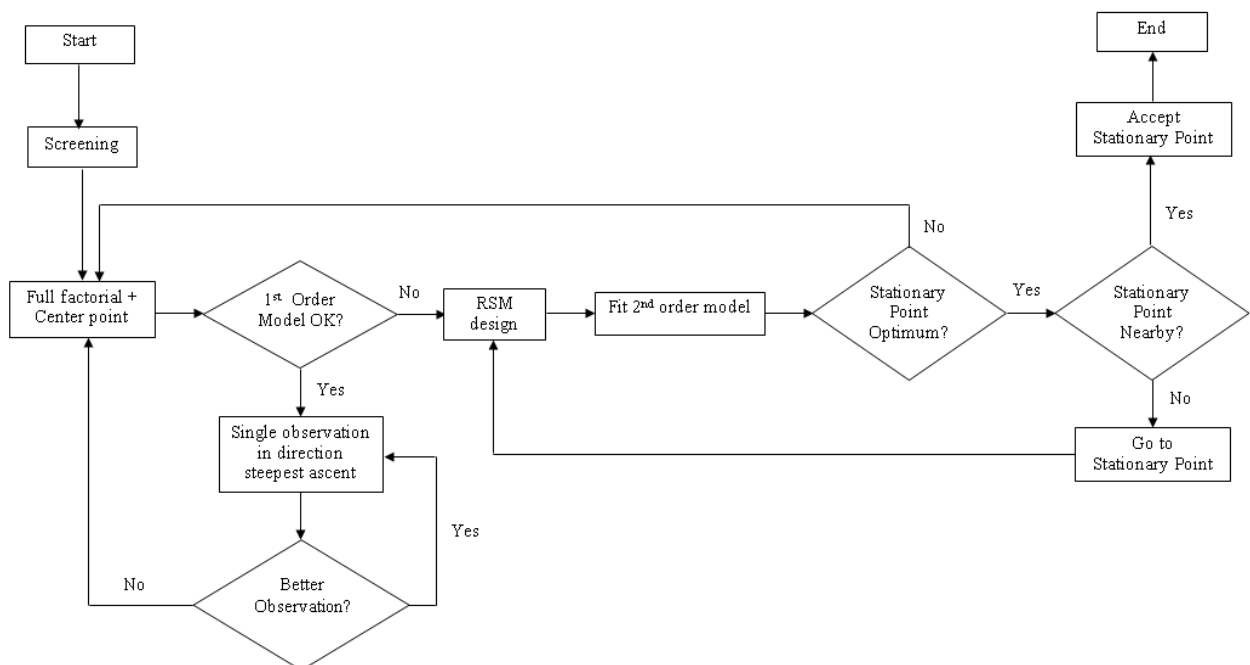 Start
End
Accept
Stationary Point
Screening
Yes
No
Full factorial +
Center point
1st Order
Model OK?
No
RSM
design
Fit 2nd order model
Stationary
Point
Optimum?
Yes
Stationary
Point
Nearby?
Yes
No
Single observation
in direction
steepest ascent
Go to
Stationary Point
Yes
No
Better
Observation?